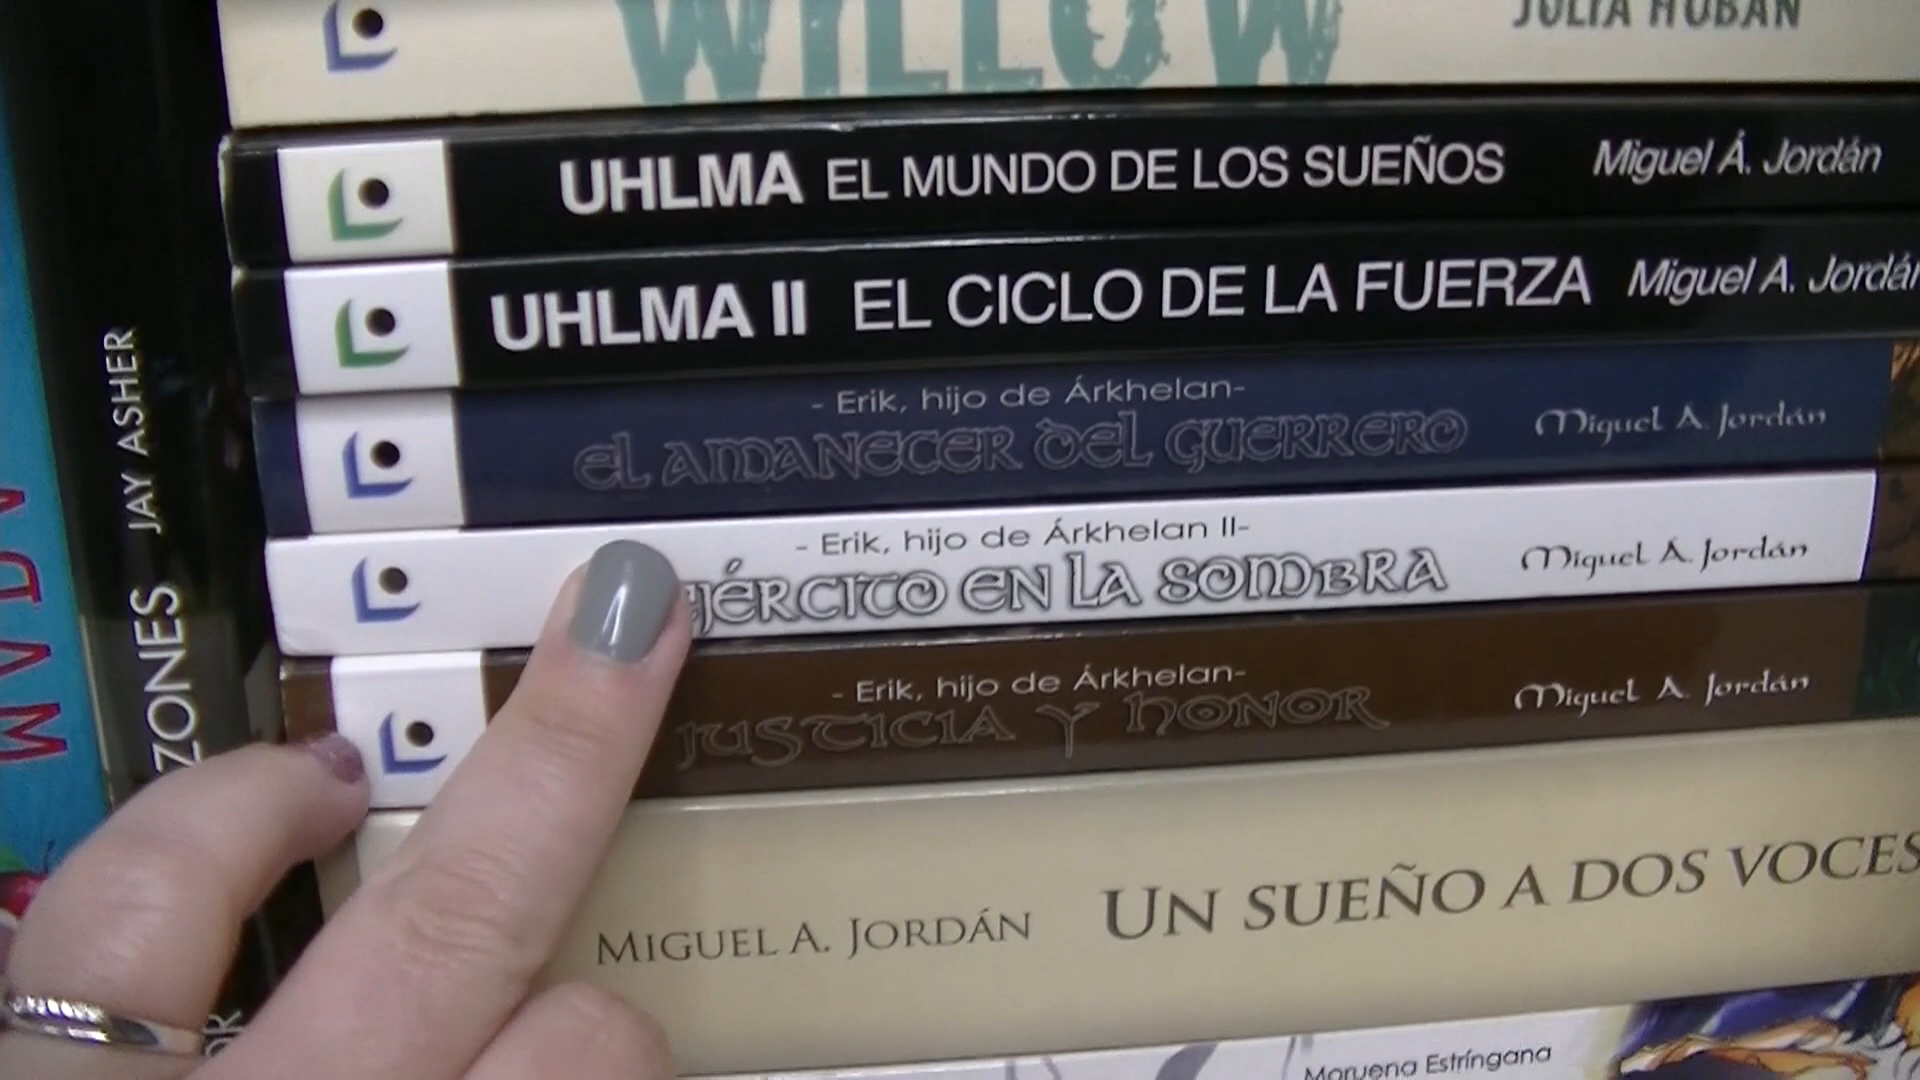 WILLOW
JULIA HOBAN
UHLMA EL MUNDO DE LOS SUEÑOS Miguel Á. Jordán
UHLMA II EL CICLO DE LA FUERZA Miguel A. Jordán
- Erik, hijo de Árkhelan-
EL AMANECER DEL GUERRERO
Miguel A. Jordán
- Erik, hijo de Árkhelan II-
EJÉRCITO EN LA SOMBRA
Miguel Á. Jordán
- Erik, hijo de Árkhelan-
JUSTICIA Y HONOR
Miguel A. Jordán
MIGUEL A. JORDÁN UN SUEÑO A DOS VOCES
Moruena Estríngana
ZONES JAY ASHER